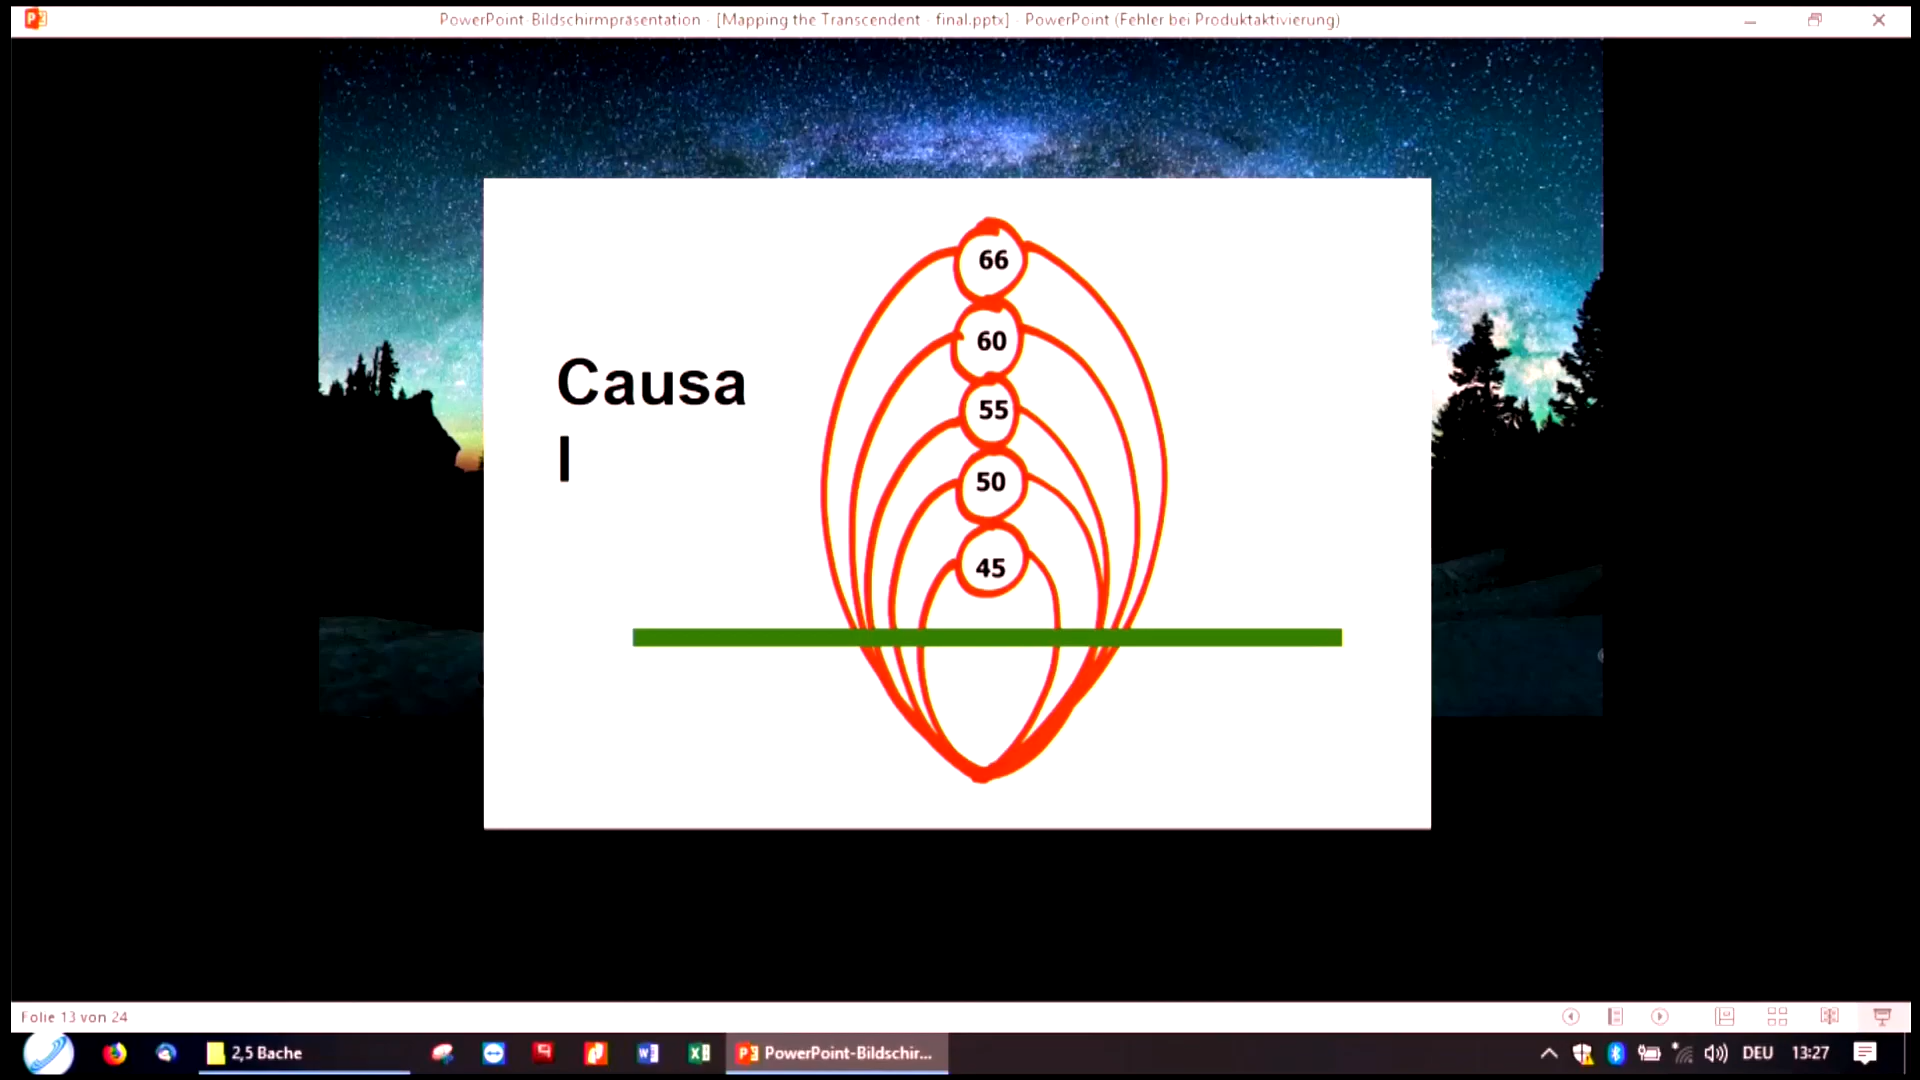 PowerPoint-Bildschirmpräsentation - [Mapping the Transcendent - final.pptx] - PowerPoint (Fehler bei Produktaktivierung)
66
60
Causa
l
55
50
45
Folie 13 von 24
2,5 Bache
PowerPoint-Bildschir...
DEU
13:27